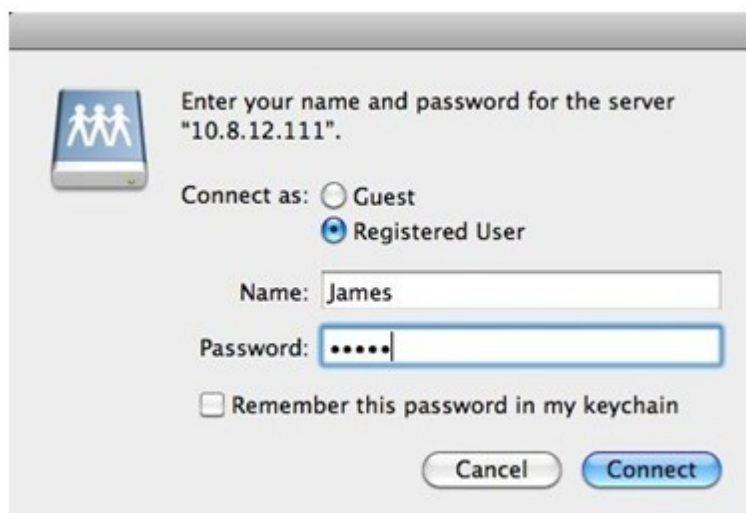 Enter your name and password for the server
"10.8.12.111".
Connect as: Guest
Registered User
Name: James
Password: •••••
Remember this password in my keychain
Cancel Connect